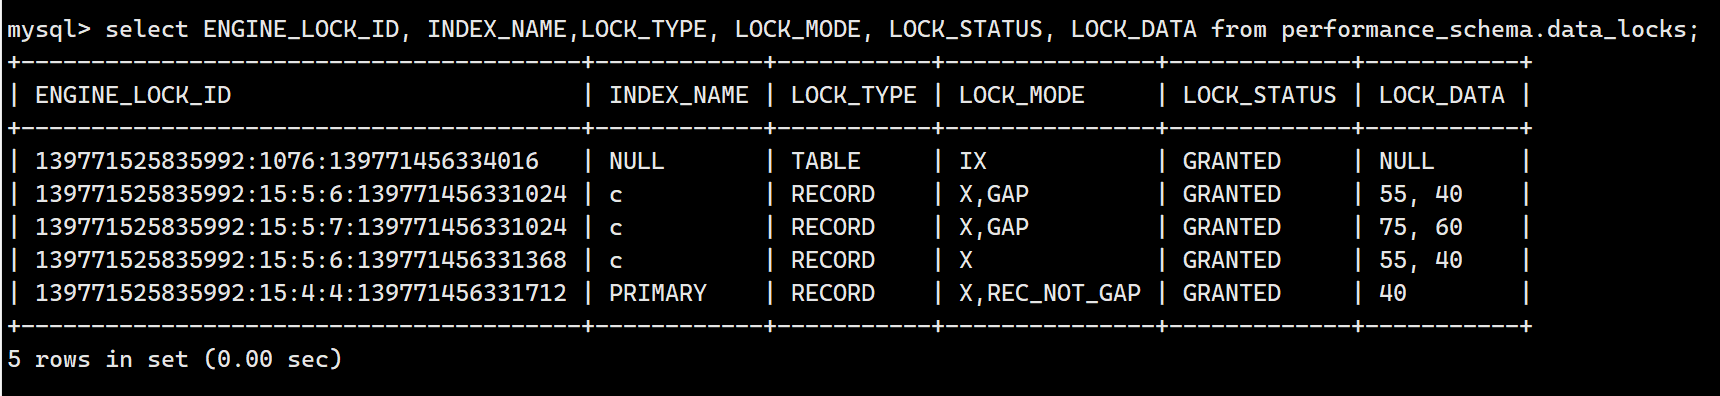 mysql> select ENGINE_LOCK_ID, INDEX_NAME,LOCK_TYPE, LOCK_MODE, LOCK_STATUS, LOCK_DATA from performance_schema.data_locks;
+----------------------------------------+------------+-----------+---------------+-------------+-----------+
| ENGINE_LOCK_ID                         | INDEX_NAME | LOCK_TYPE | LOCK_MODE     | LOCK_STATUS | LOCK_DATA |
+----------------------------------------+------------+-----------+---------------+-------------+-----------+
| 139771525835992:1076:139771456334016   | NULL       | TABLE     | IX            | GRANTED     | NULL      |
| 139771525835992:15:5:6:139771456331024 | c          | RECORD    | X,GAP         | GRANTED     | 55, 40    |
| 139771525835992:15:5:7:139771456331024 | c          | RECORD    | X,GAP         | GRANTED     | 75, 60    |
| 139771525835992:15:5:6:139771456331368 | c          | RECORD    | X             | GRANTED     | 55, 40    |
| 139771525835992:15:4:4:139771456331712 | PRIMARY    | RECORD    | X,REC_NOT_GAP | GRANTED     | 40        |
+----------------------------------------+------------+-----------+---------------+-------------+-----------+
5 rows in set (0.00 sec)